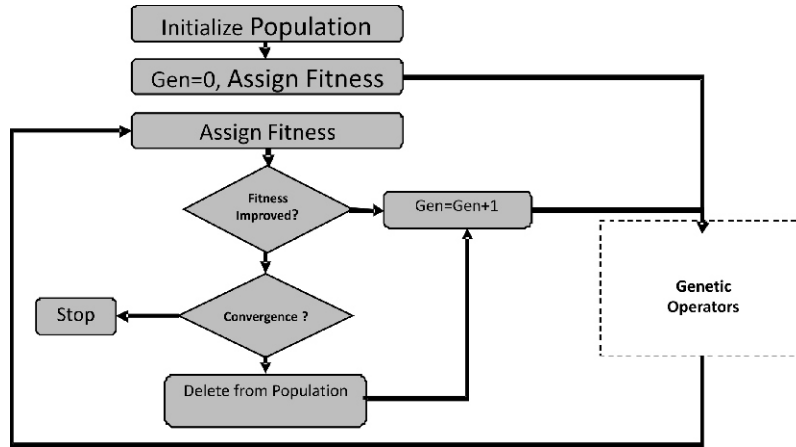 Initialize Population
Gen=0, Assign Fitness
Assign Fitness
Fitness
Improved?
Gen=Gen+1
Genetic
Operators
Convergence ?
Stop
Delete from Population